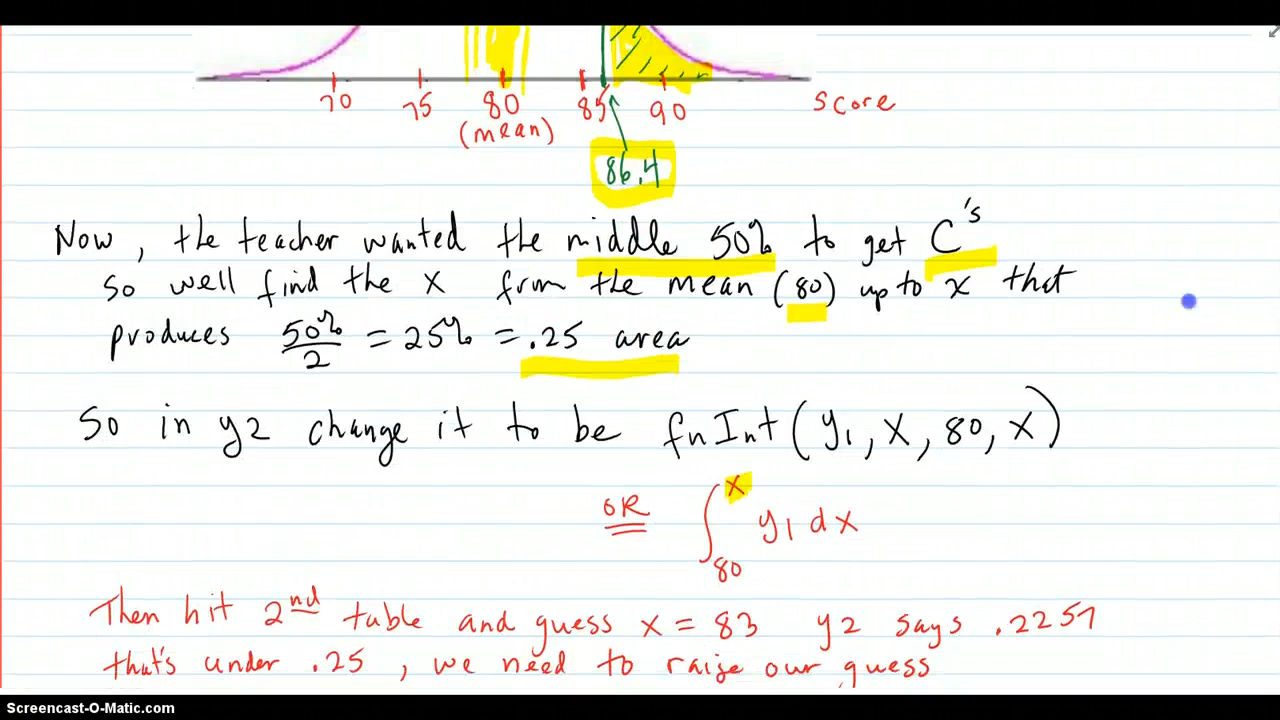 70 75 80 85 90 score
(mean)
86.4
Now, the teacher wanted the middle 50% to get C's
so well find the X from the mean (80) up to x that
produces 50%/2 = 25% = .25 area
So in y2 change it to be fnInt(y1, X, 80, X)
OR ∫80^X y1 dx
Then hit 2nd table and guess x = 83 y2 says .2257
that's under .25, we need to raise our guess
Screencast-O-Matic.com